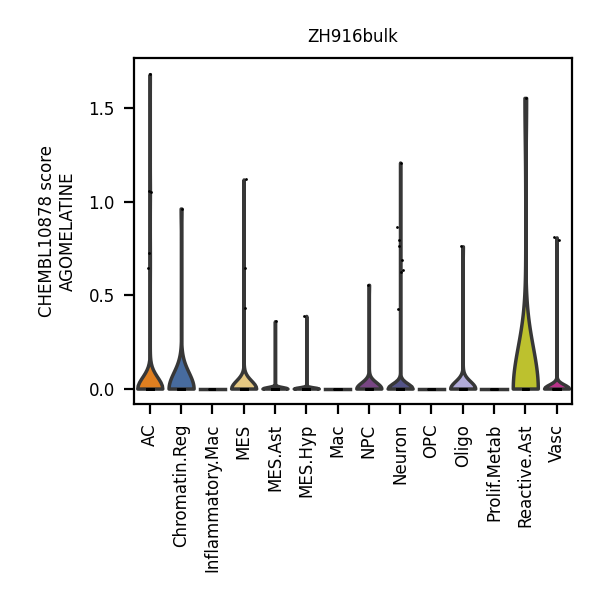 ZH916bulk
CHEMBL10878 score
AGOMELATINE
1.5
1.0
0.5
0.0
AC
Chromatin.Reg
Inflammatory.Mac
MES
MES.Ast
MES.Hyp
Mac
NPC
Neuron
OPC
Oligo
Prolif.Metab
Reactive.Ast
Vasc